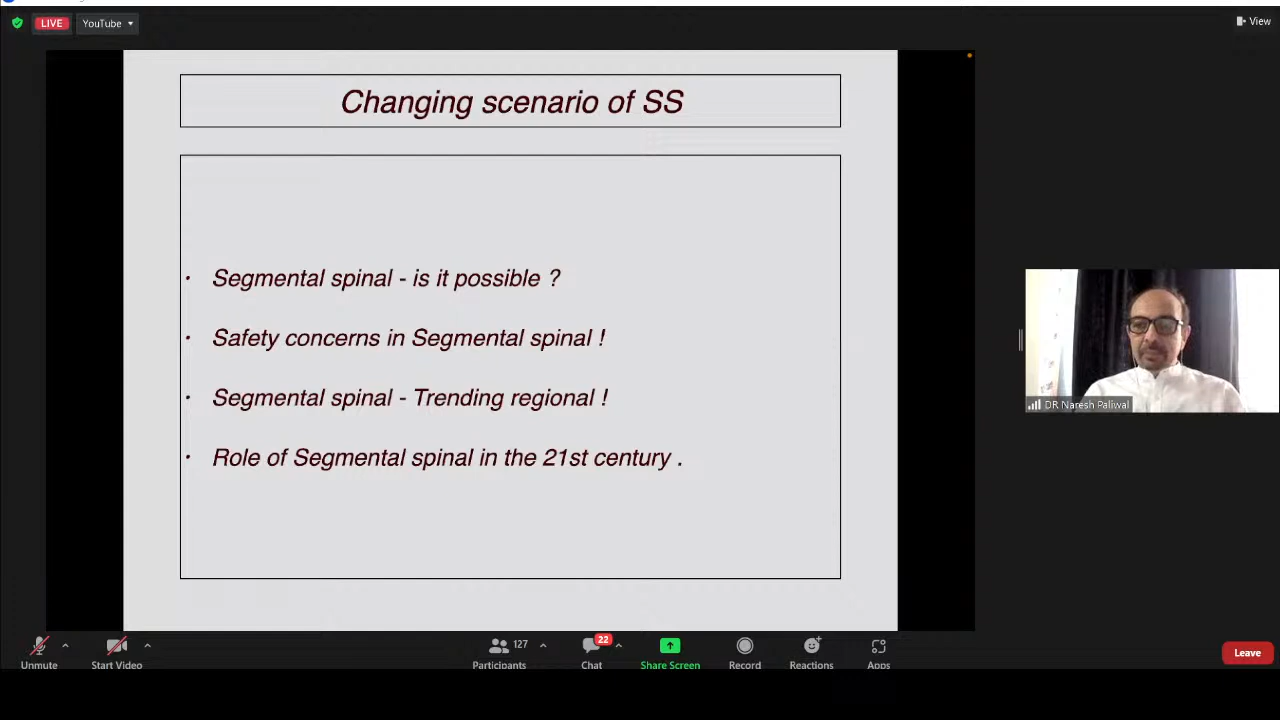 LIVE
YouTube
View
Changing scenario of SS
• Segmental spinal - is it possible ?
• Safety concerns in Segmental spinal !
• Segmental spinal - Trending regional !
• Role of Segmental spinal in the 21st century .
DR Naresh Paliwal
Unmute
Start Video
127
Participants
22
Chat
Share Screen
Record
Reactions
Apps
Leave